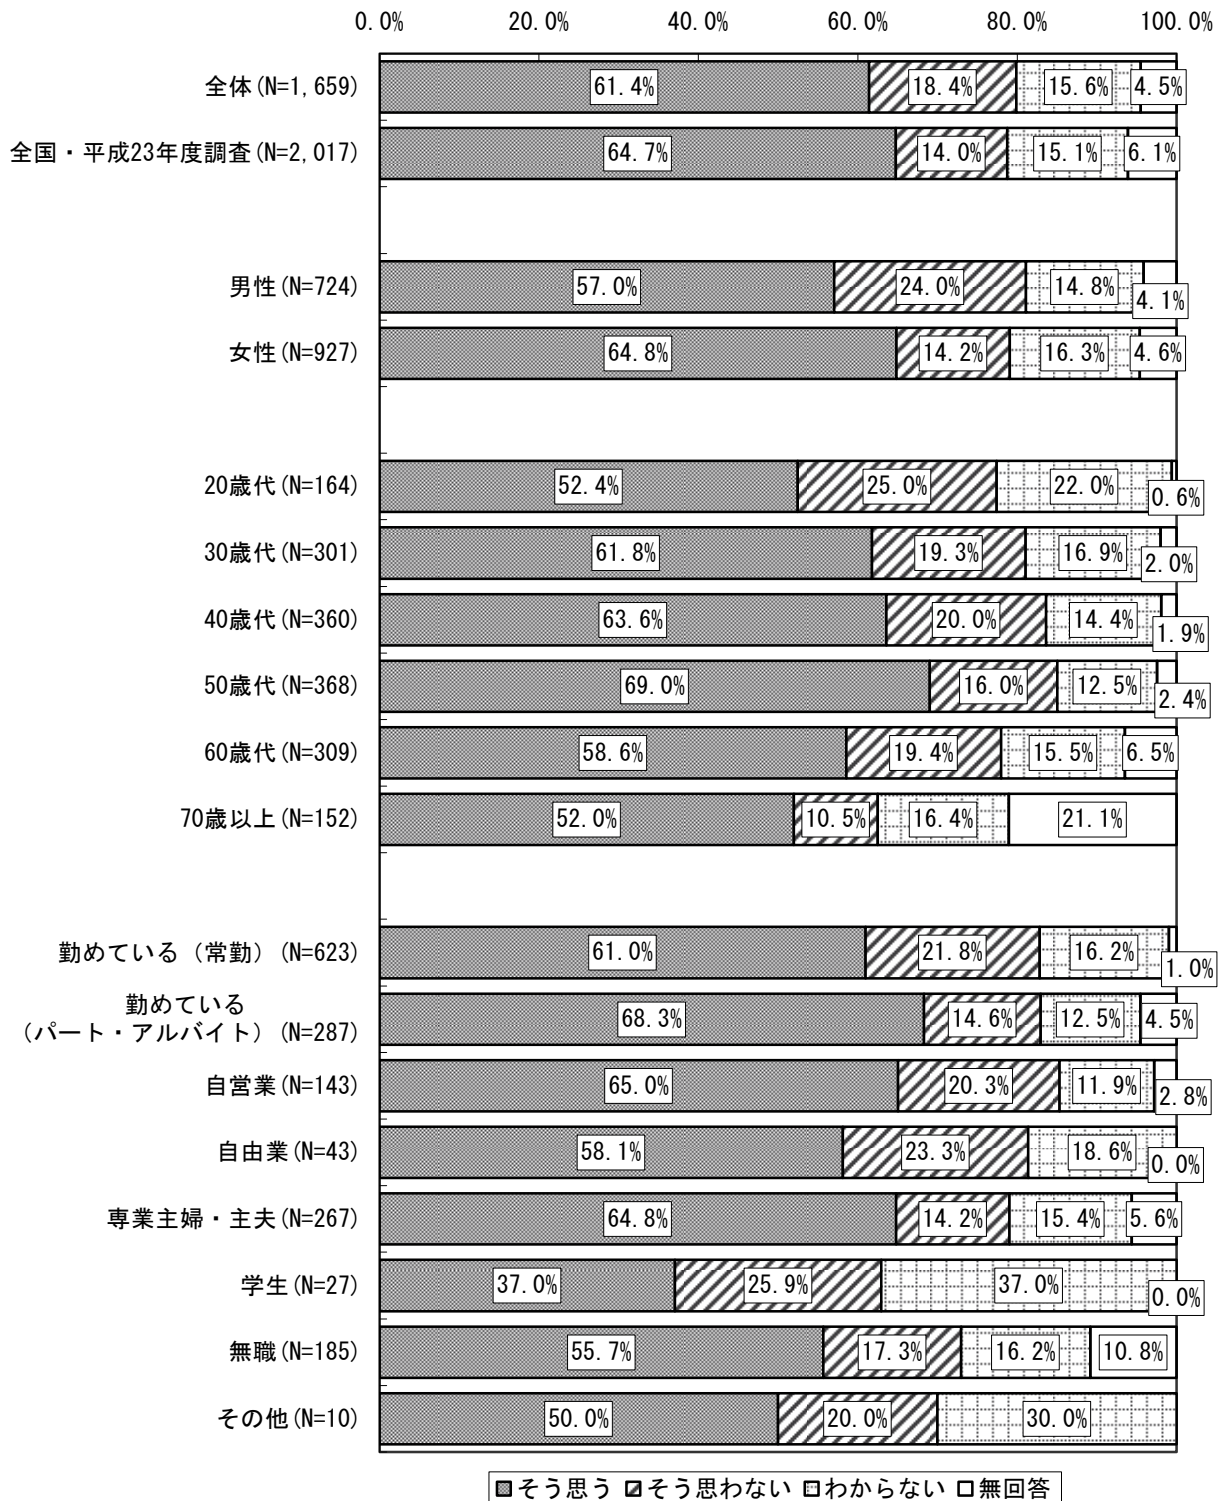 0.0% 20.0% 40.0% 60.0% 80.0% 100.0%
全体(N=1,659) 61.4% 18.4% 15.6% 4.5%
全国・平成23年度調査(N=2,017) 64.7% 14.0% 15.1% 6.1%
男性(N=724) 57.0% 24.0% 14.8% 4.1%
女性(N=927) 64.8% 14.2% 16.3% 4.6%
20歳代(N=164) 52.4% 25.0% 22.0% 0.6%
30歳代(N=301) 61.8% 19.3% 16.9% 2.0%
40歳代(N=360) 63.6% 20.0% 14.4% 1.9%
50歳代(N=368) 69.0% 16.0% 12.5% 2.4%
60歳代(N=309) 58.6% 19.4% 15.5% 6.5%
70歳以上(N=152) 52.0% 10.5% 16.4% 21.1%
勤めている（常勤）(N=623) 61.0% 21.8% 16.2% 1.0%
勤めている
（パート・アルバイト）(N=287) 68.3% 14.6% 12.5% 4.5%
自営業(N=143) 65.0% 20.3% 11.9% 2.8%
自由業(N=43) 58.1% 23.3% 18.6% 0.0%
専業主婦・主夫(N=267) 64.8% 14.2% 15.4% 5.6%
学生(N=27) 37.0% 25.9% 37.0% 0.0%
無職(N=185) 55.7% 17.3% 16.2% 10.8%
その他(N=10) 50.0% 20.0% 30.0%
そう思う そう思わない わからない 無回答